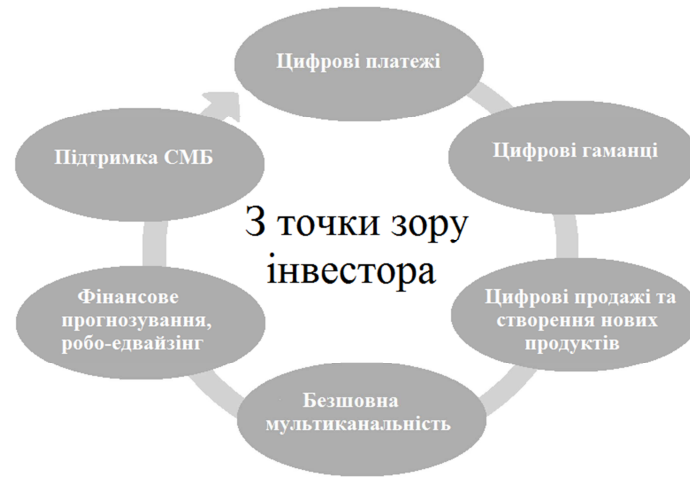 Цифрові платежі
Цифрові гаманці
Цифрові продажі та
створення нових
продуктів
Безшовна
мультиканальність
Фінансове
прогнозування,
робо-едвайзінг
Підтримка СМБ
З точки зору
інвестора